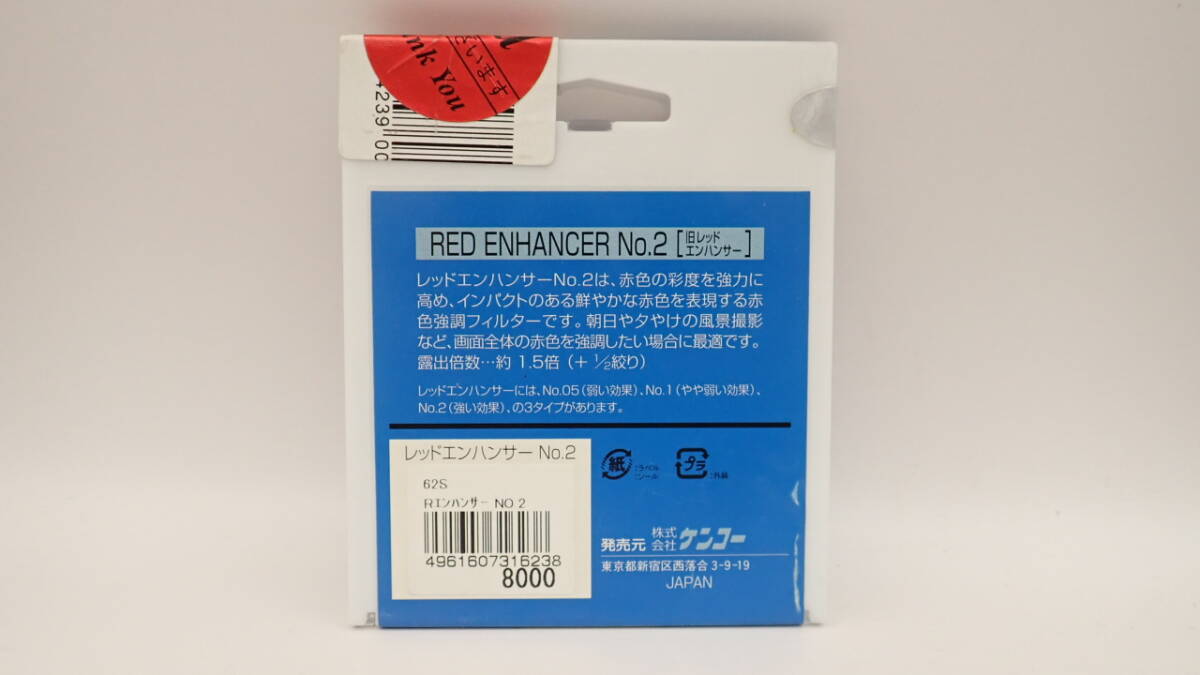 ざいます
nk You
4239 00
RED ENHANCER No.2 [旧レッド
エンハンサー]
レッドエンハンサーNo.2は、赤色の彩度を強力に
高め、インパクトのある鮮やかな赤色を表現する赤
色強調フィルターです。朝日や夕やけの風景撮影
など、画面全体の赤色を強調したい場合に最適です。
露出倍数…約 1.5倍（+ 1/2絞り）
レッドエンハンサーには、No.05（弱い効果）、No.1（やや弱い効果）、
No.2（強い効果）、の3タイプがあります。
レッドエンハンサー No.2
62S
Rエンハンサー NO 2
4961607316238
8000
紙
:ラベル
:シール
プラ
:外装
発売元 株式会社 ケンコー
東京都新宿区西落合 3-9-19
JAPAN